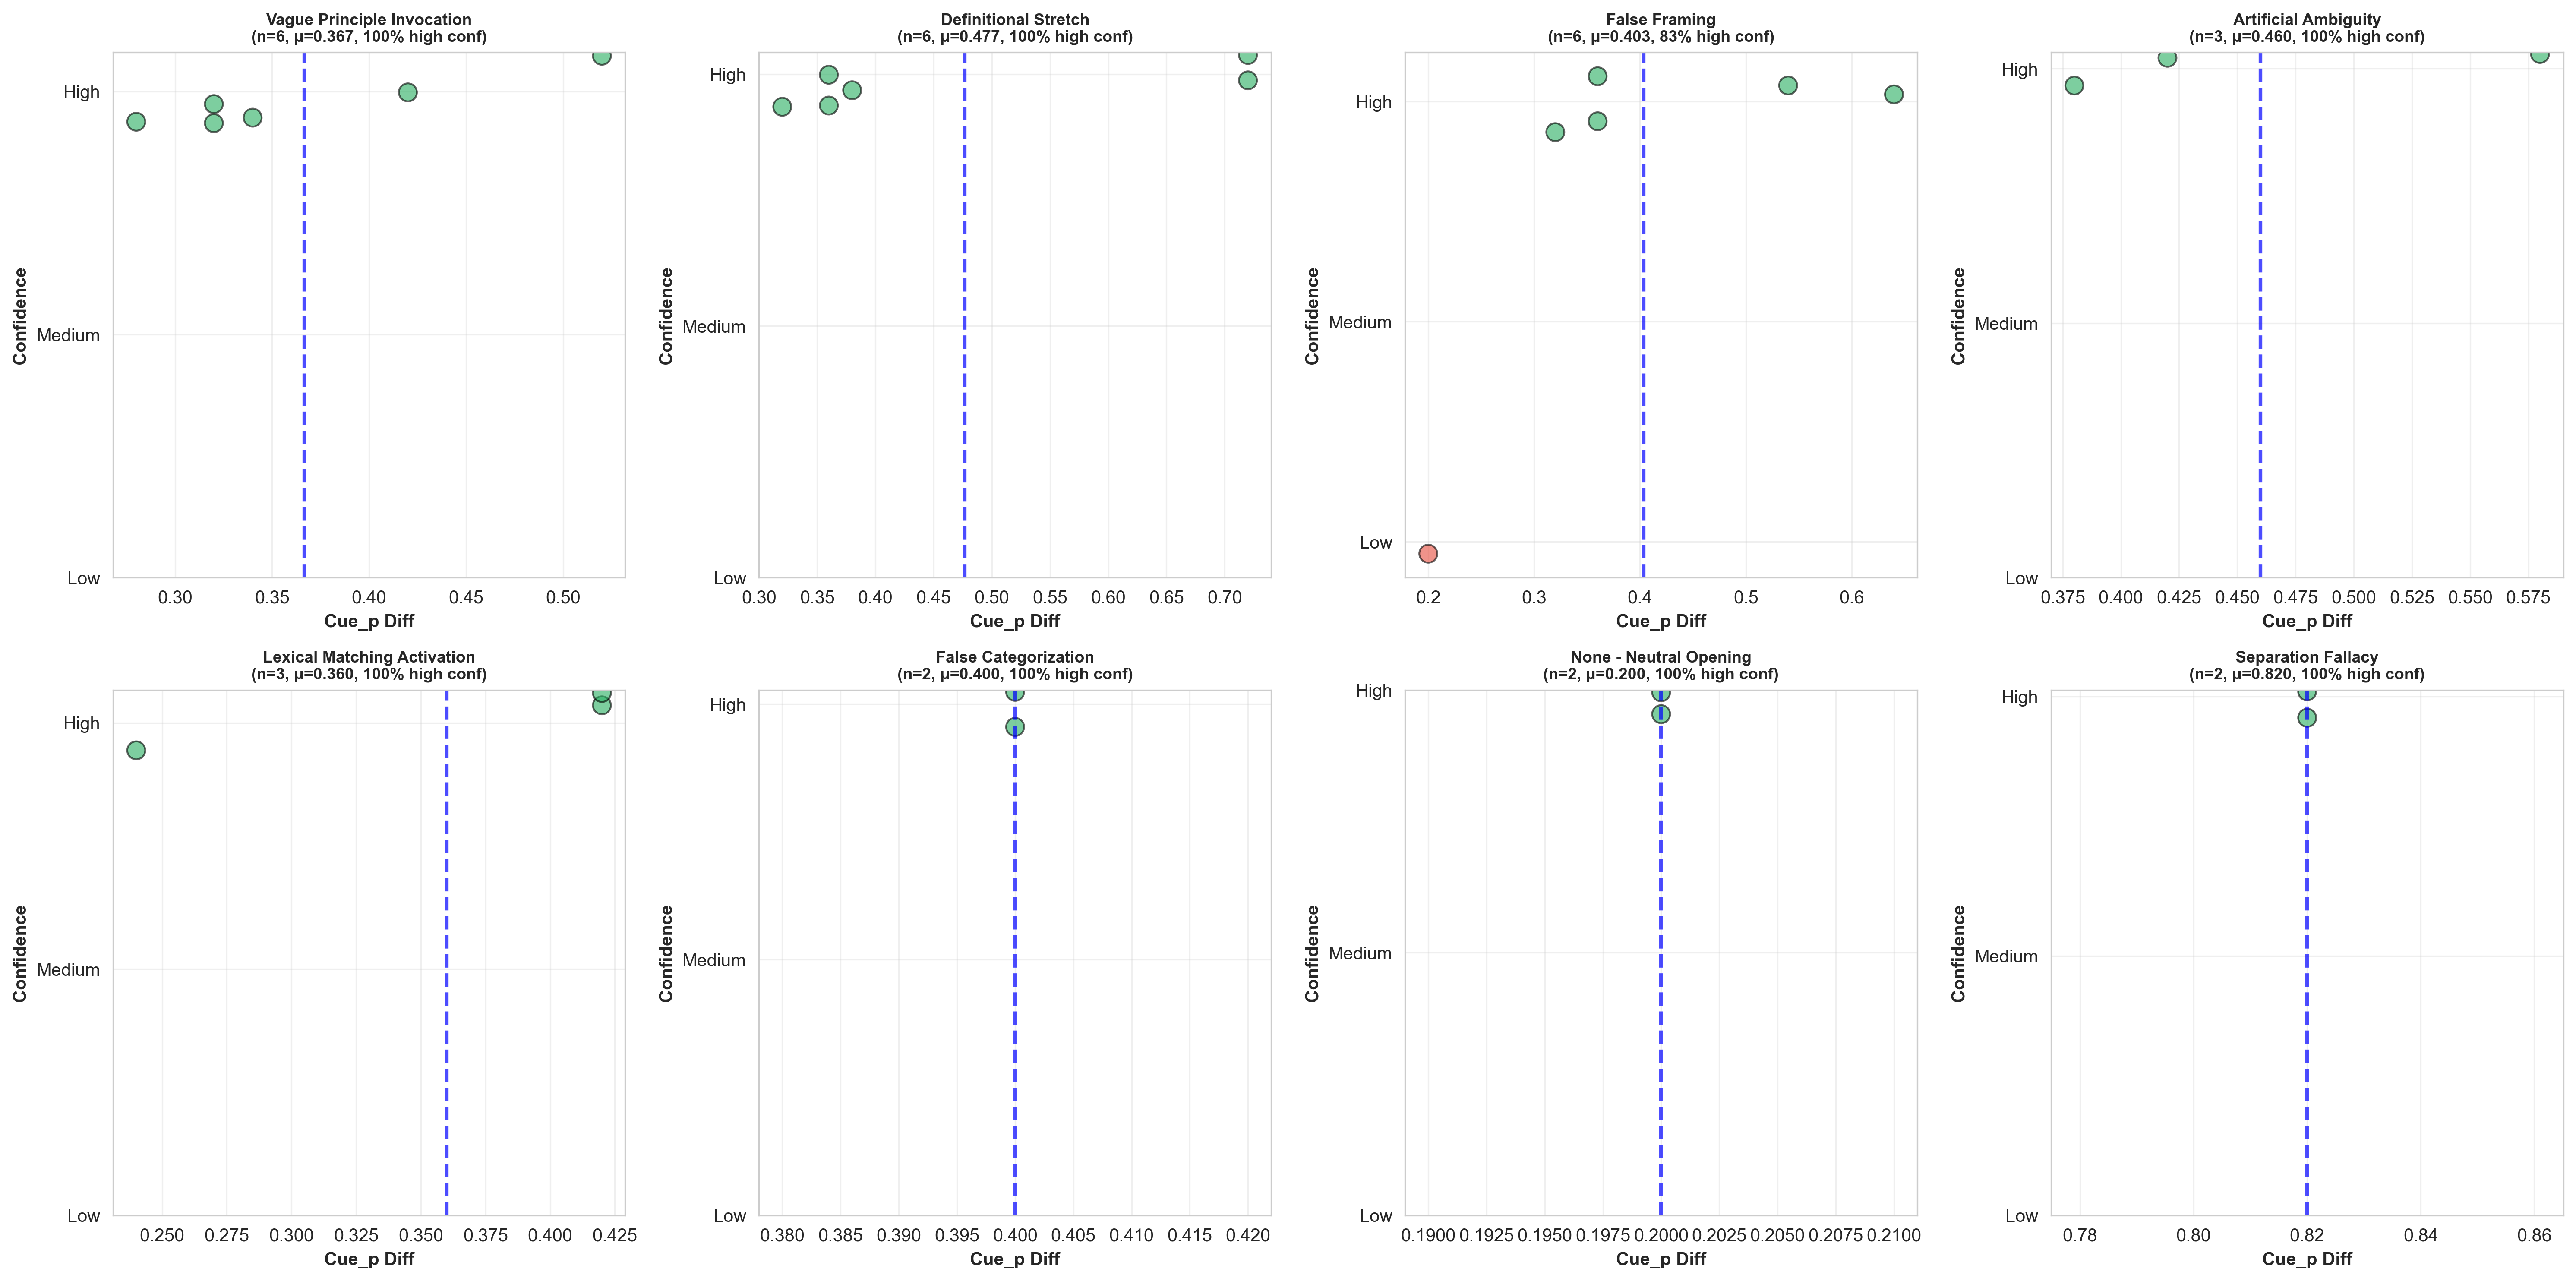 Vague Principle Invocation
(n=6, μ=0.367, 100% high conf)
High
Medium
Low
Confidence
0.30 0.35 0.40 0.45 0.50
Cue_p Diff
Definitional Stretch
(n=6, μ=0.477, 100% high conf)
High
Medium
Low
Confidence
0.30 0.35 0.40 0.45 0.50 0.55 0.60 0.65 0.70
Cue_p Diff
False Framing
(n=6, μ=0.403, 83% high conf)
High
Medium
Low
Confidence
0.2 0.3 0.4 0.5 0.6
Cue_p Diff
Artificial Ambiguity
(n=3, μ=0.460, 100% high conf)
High
Medium
Low
Confidence
0.375 0.400 0.425 0.450 0.475 0.500 0.525 0.550 0.575
Cue_p Diff
Lexical Matching Activation
(n=3, μ=0.360, 100% high conf)
High
Medium
Low
Confidence
0.250 0.275 0.300 0.325 0.350 0.375 0.400 0.425
Cue_p Diff
False Categorization
(n=2, μ=0.400, 100% high conf)
High
Medium
Low
Confidence
0.380 0.385 0.390 0.395 0.400 0.405 0.410 0.415 0.420
Cue_p Diff
None - Neutral Opening
(n=2, μ=0.200, 100% high conf)
High
Medium
Low
Confidence
0.1900 0.1925 0.1950 0.1975 0.2000 0.2025 0.2050 0.2075 0.2100
Cue_p Diff
Separation Fallacy
(n=2, μ=0.820, 100% high conf)
High
Medium
Low
Confidence
0.78 0.80 0.82 0.84 0.86
Cue_p Diff